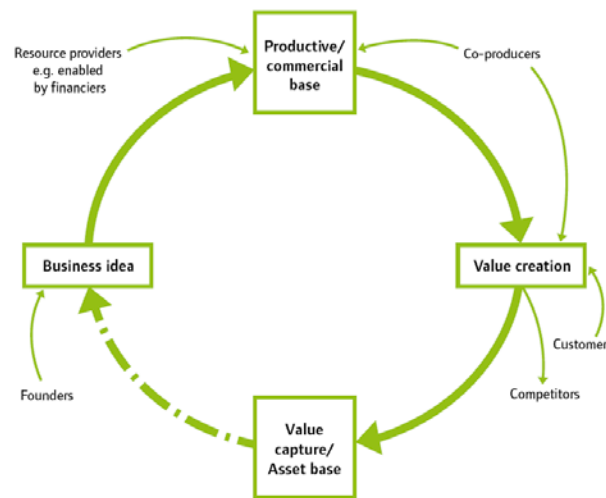 Resource providers
e.g. enabled
by financiers
Productive/
commercial
base
Co-producers
Business idea
Value creation
Founders
Value
capture/
Asset base
Customer
Competitors